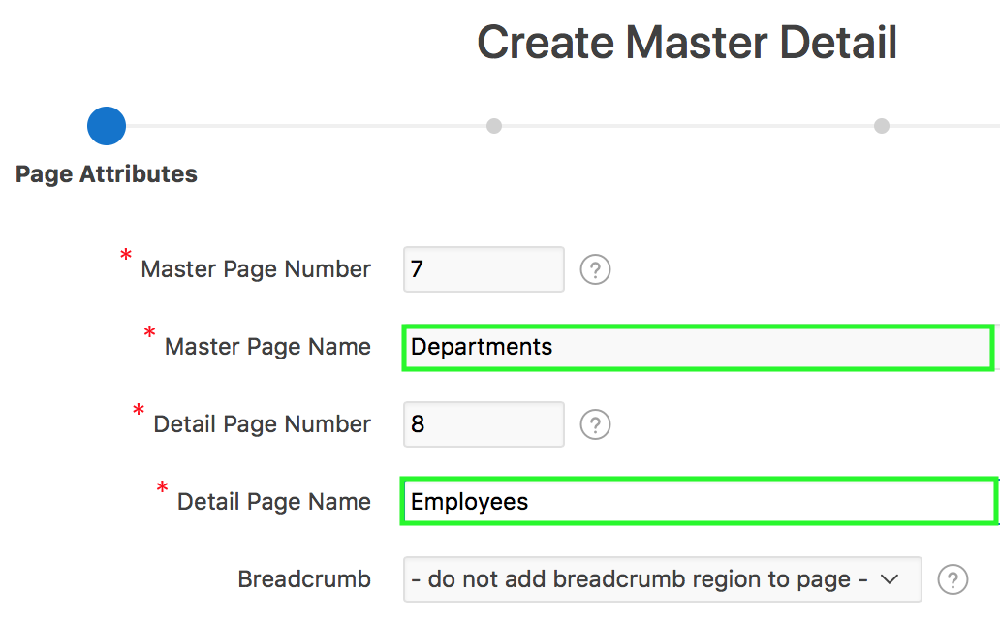 Create Master Detail
Page Attributes
* Master Page Number 7 ?
* Master Page Name Departments
* Detail Page Number 8 ?
* Detail Page Name Employees
Breadcrumb - do not add breadcrumb region to page - ?